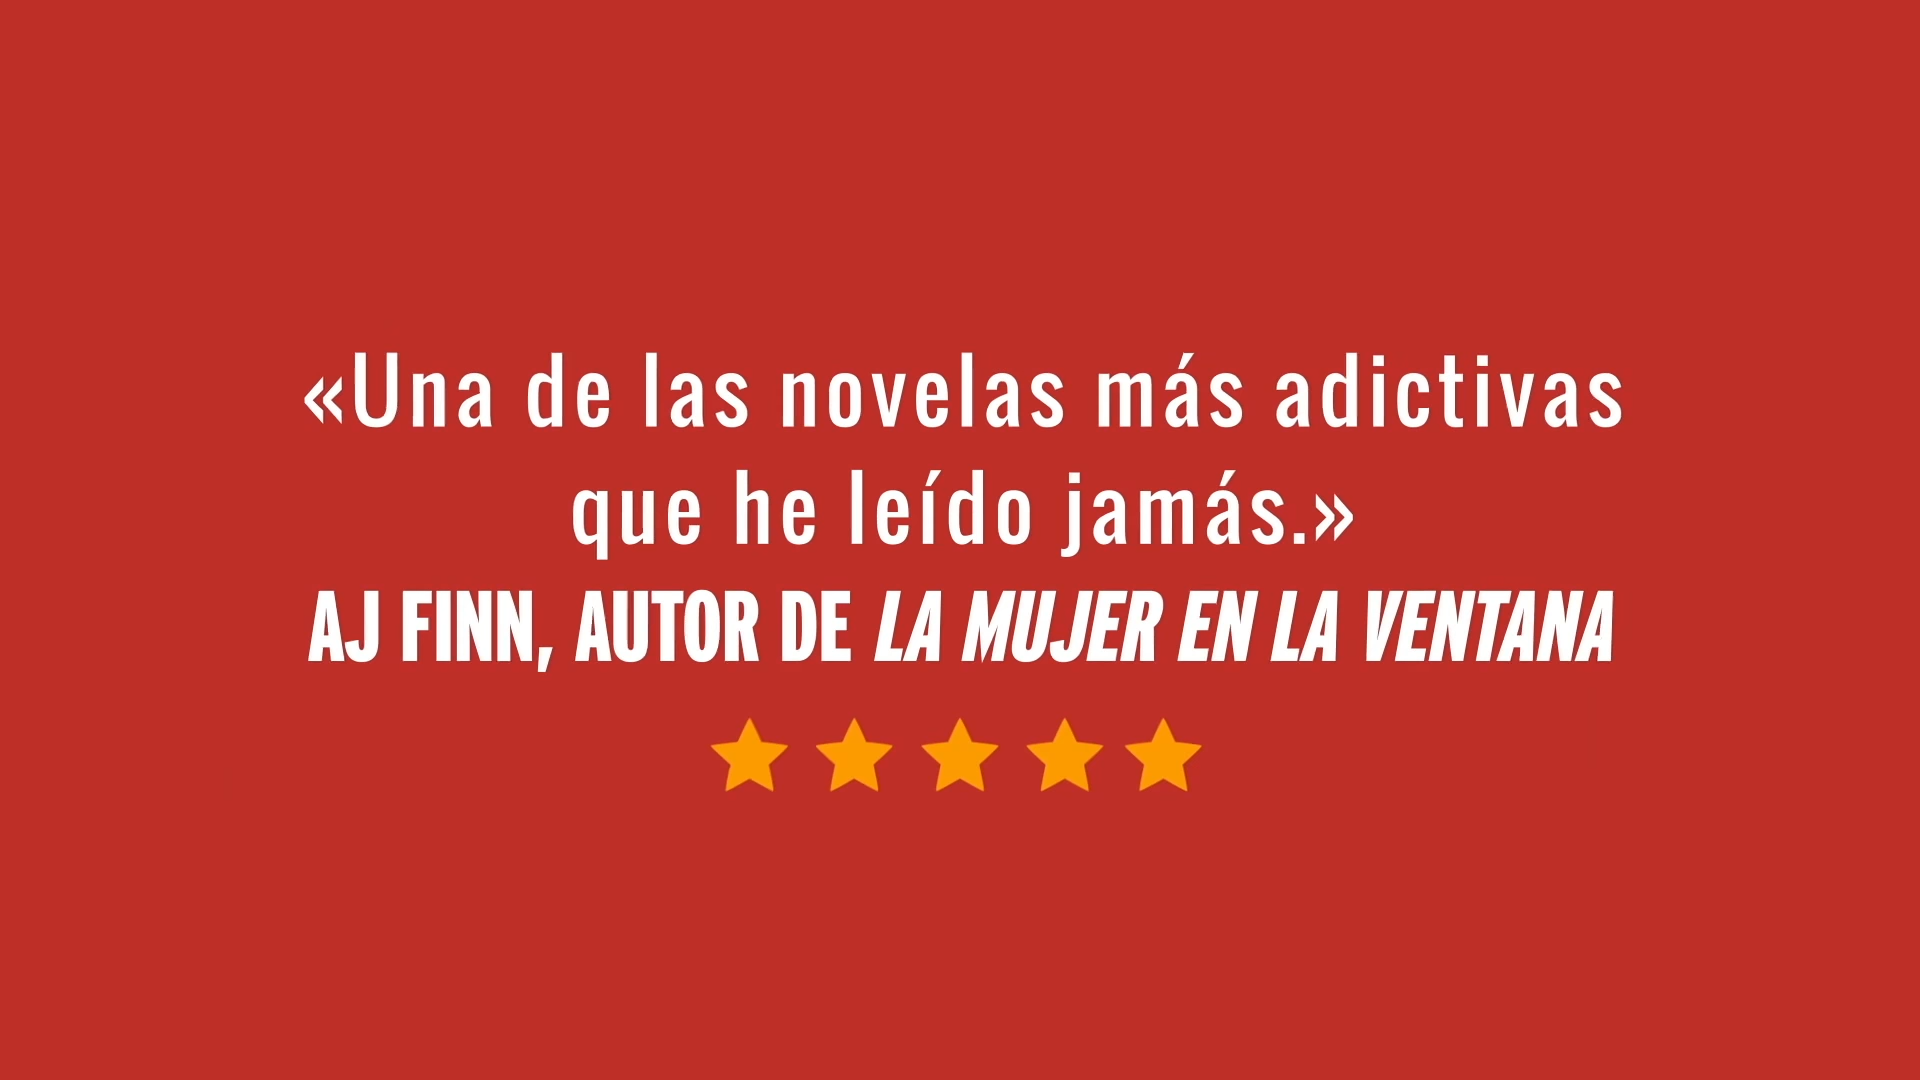 «Una de las novelas más adictivas
que he leído jamás.»
AJ FINN, AUTOR DE LA MUJER EN LA VENTANA